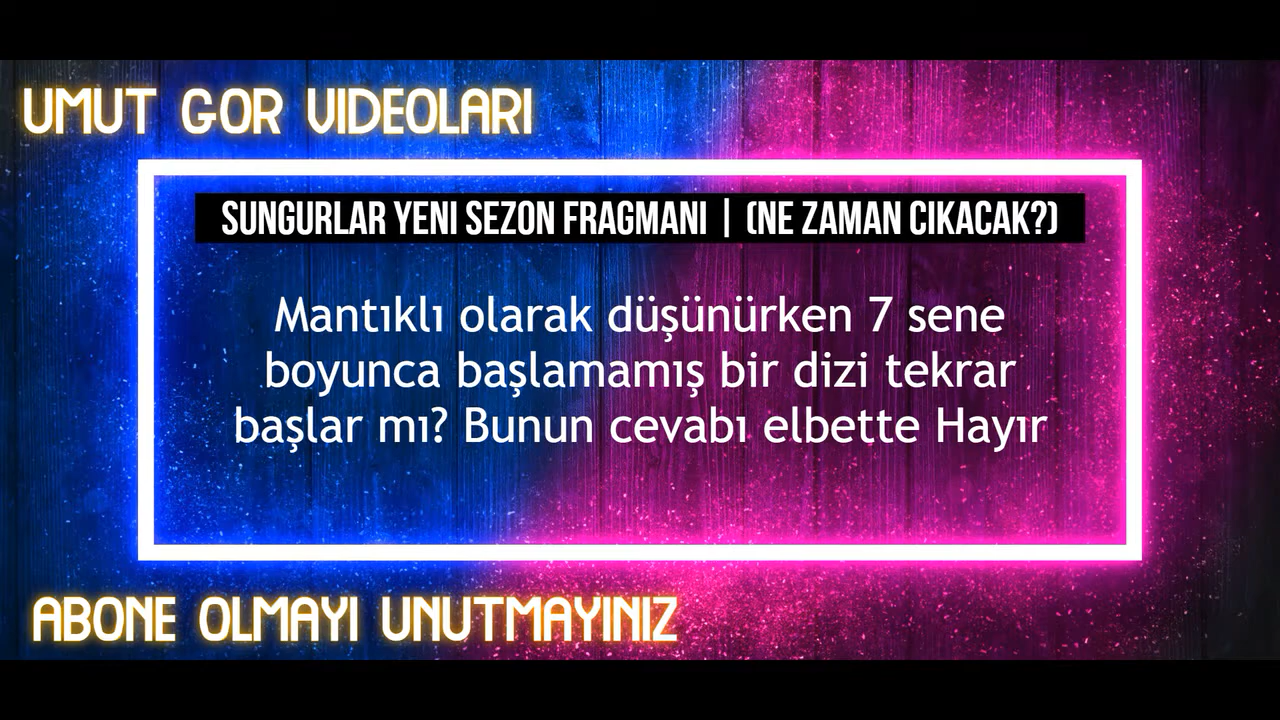 UMUT GOR VIDEOLARI
SUNGURLAR YENI SEZON FRAGMANI | (NE ZAMAN CIKACAK?)
Mantıklı olarak düşünürken 7 sene
boyunca başlamamış bir dizi tekrar
başlar mı? Bunun cevabı elbette Hayır
ABONE OLMAYI UNUTMAYINIZ